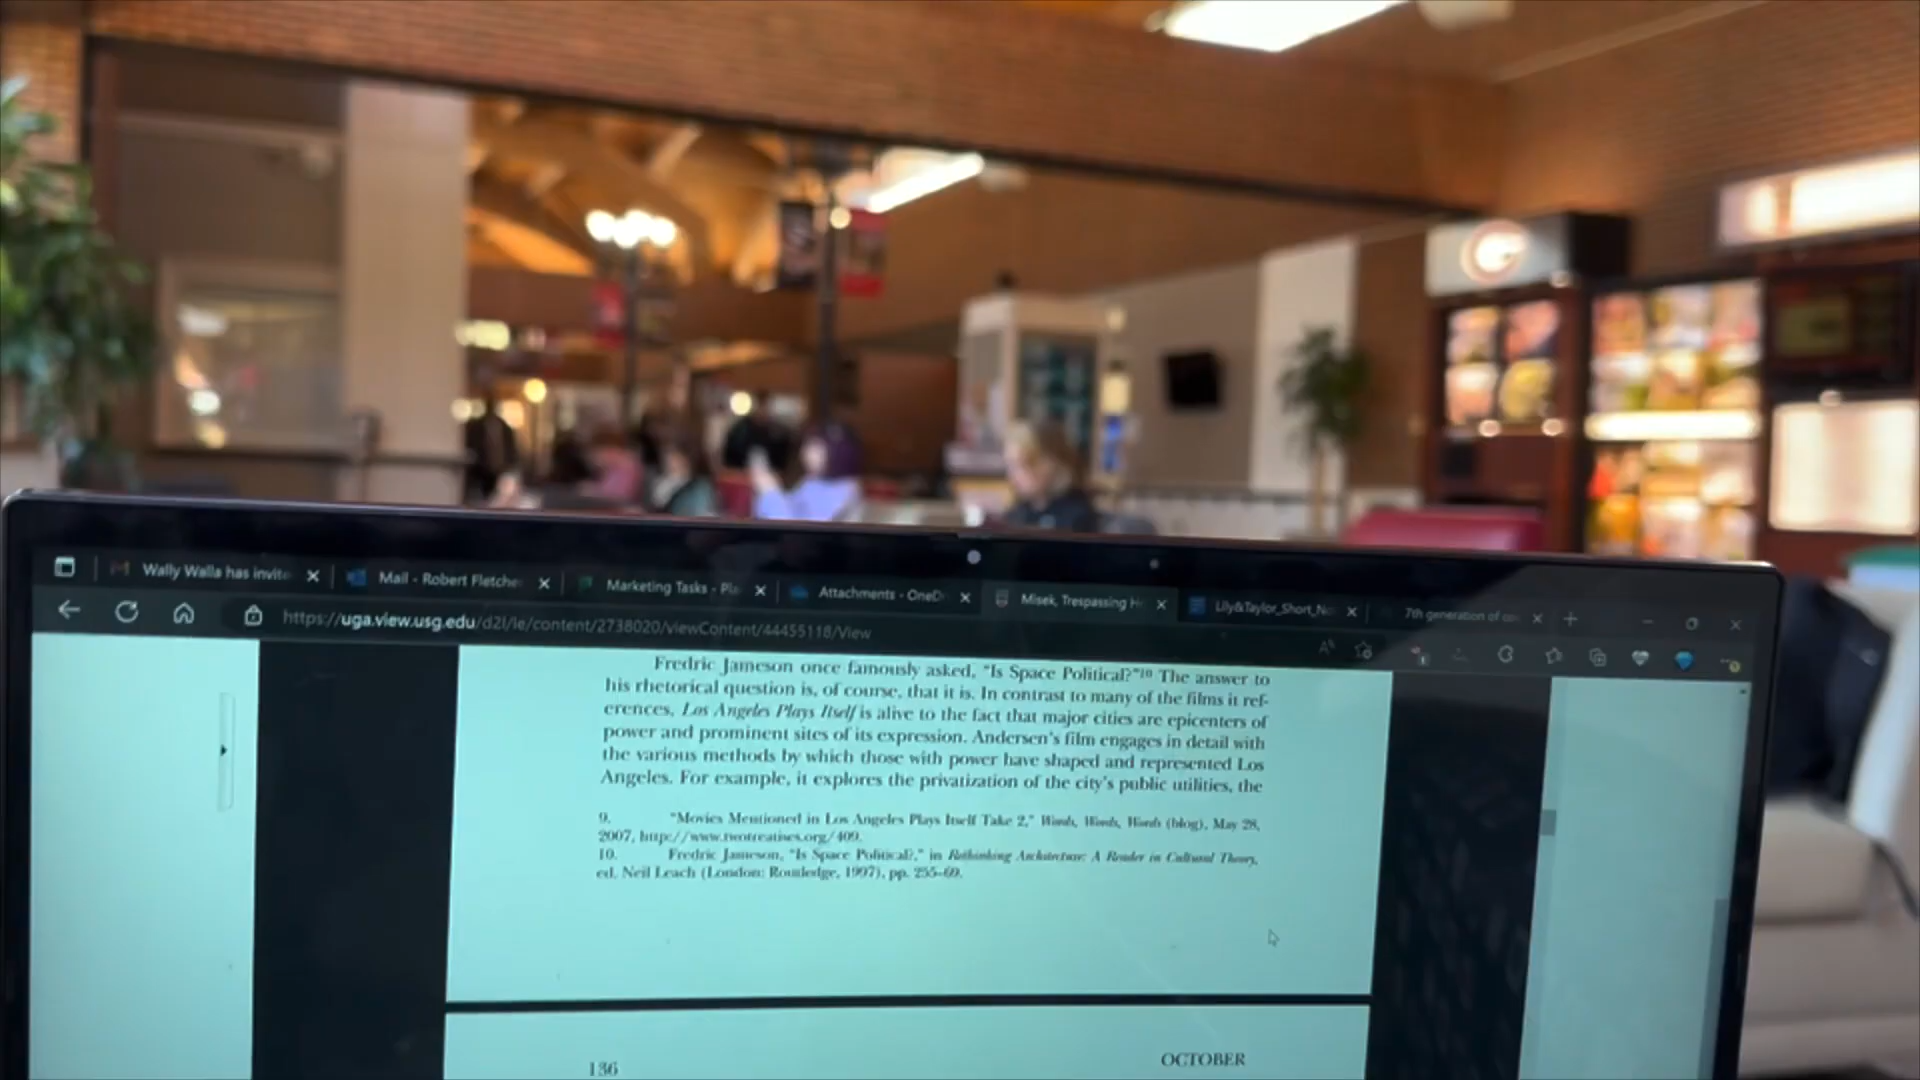 Wally Walla has invite
Mail - Robert Fletche
Marketing Tasks - Pla
Attachments - OneD
Misek, Trespassing H
Lily&Taylor_Short_No
7th generation of co
https://uga.view.usg.edu/d2l/le/content/2738020/viewContent/44455118/View
Fredric Jameson once famously asked, “Is Space Political?”10 The answer to
his rhetorical question is, of course, that it is. In contrast to many of the films it ref-
erences, Los Angeles Plays Itself is alive to the fact that major cities are epicenters of
power and prominent sites of its expression. Andersen’s film engages in detail with
the various methods by which those with power have shaped and represented Los
Angeles. For example, it explores the privatization of the city’s public utilities, the
9. “Movies Mentioned in Los Angeles Plays Itself Take 2,” Words, Words, Words (blog), May 28,
2007, http://www.twotreatises.org/409.
10. Fredric Jameson, “Is Space Political?,” in Rethinking Architecture: A Reader in Cultural Theory,
ed. Neil Leach (London: Routledge, 1997), pp. 255–69.
136 OCTOBER